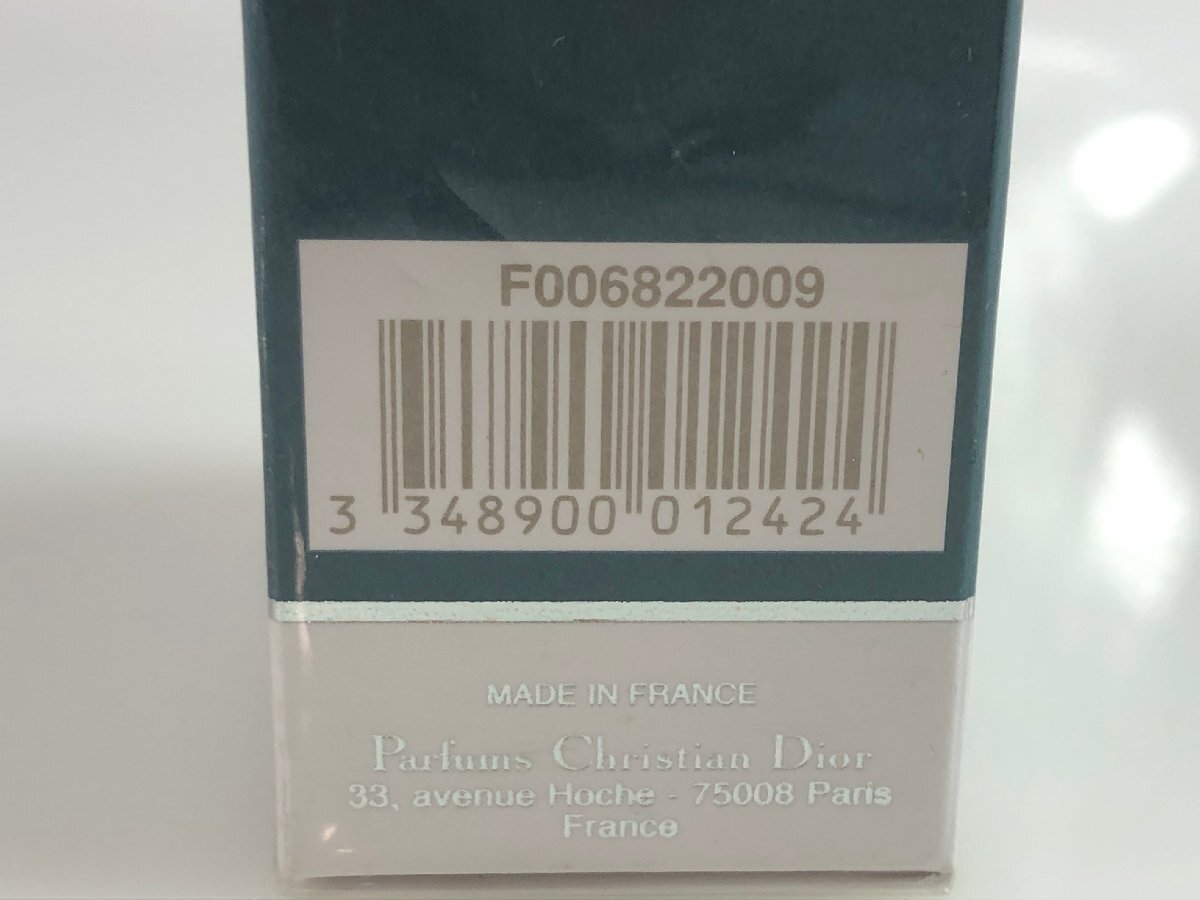 F006822009
3 348900 012424
MADE IN FRANCE
Parfums Christian Dior
33, avenue Hoche - 75008 Paris
France